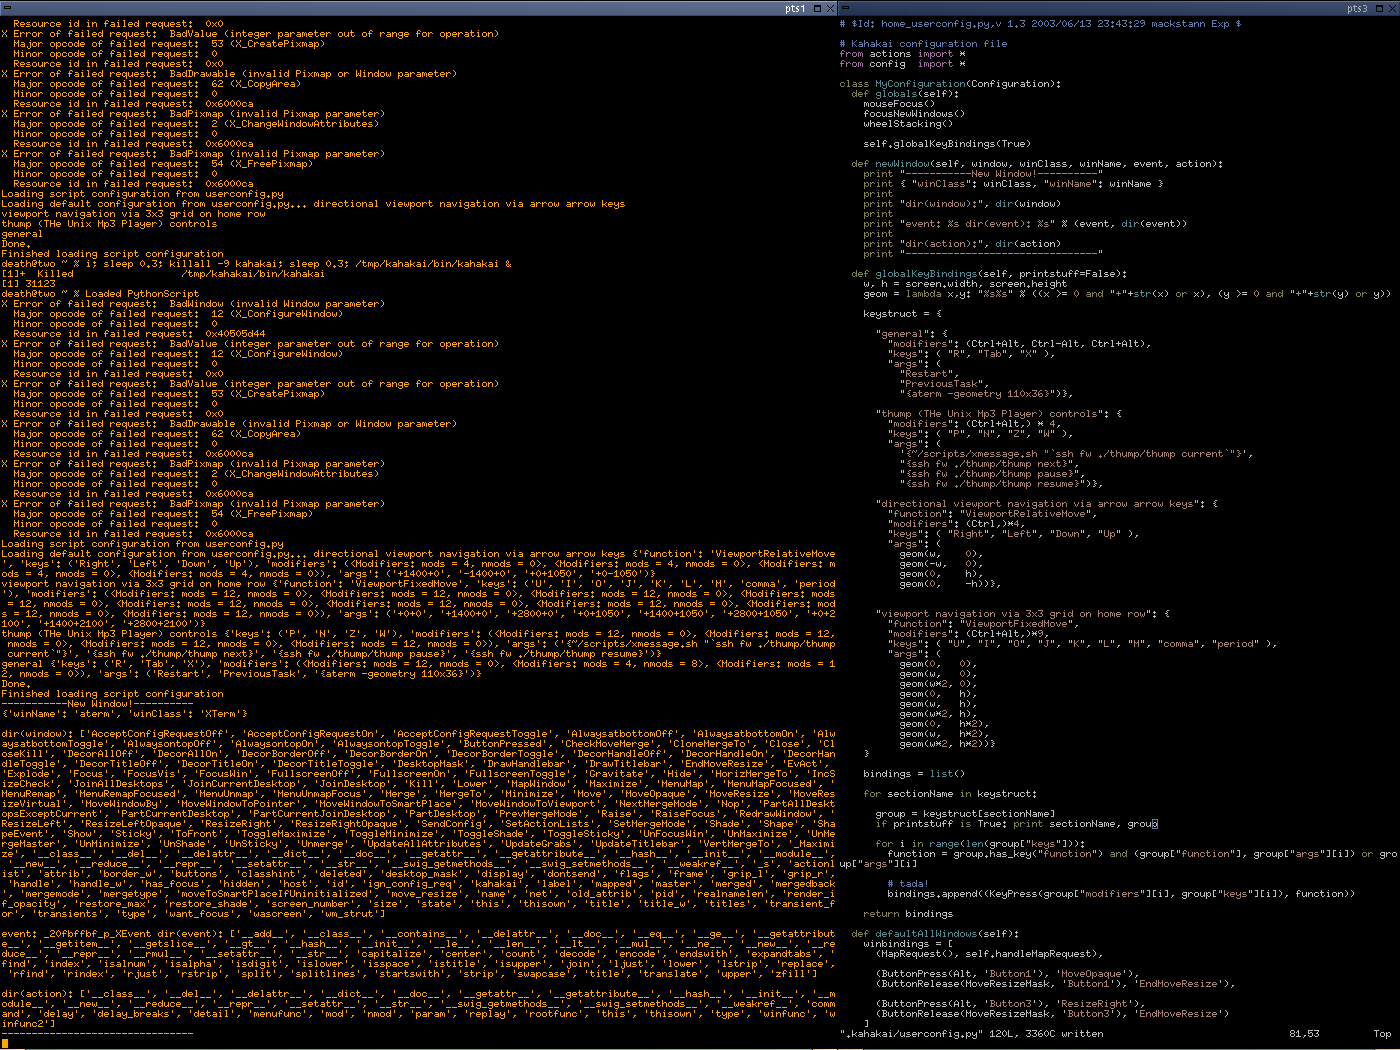 pts1
  Resource id in failed request:  0x0
X Error of failed request:  BadValue (integer parameter out of range for operation)
  Major opcode of failed request:  53 (X_CreatePixmap)
  Minor opcode of failed request:  0
  Resource id in failed request:  0x0
X Error of failed request:  BadDrawable (invalid Pixmap or Window parameter)
  Major opcode of failed request:  62 (X_CopyArea)
  Minor opcode of failed request:  0
  Resource id in failed request:  0x6000ca
X Error of failed request:  BadPixmap (invalid Pixmap parameter)
  Major opcode of failed request:  2 (X_ChangeWindowAttributes)
  Minor opcode of failed request:  0
  Resource id in failed request:  0x6000ca
X Error of failed request:  BadPixmap (invalid Pixmap parameter)
  Major opcode of failed request:  54 (X_FreePixmap)
  Minor opcode of failed request:  0
  Resource id in failed request:  0x6000ca
Loading script configuration from userconfig.py
Loading default configuration from userconfig.py... directional viewport navigation via arrow arrow keys
viewport navigation via 3x3 grid on home row
thump (THe Unix Mp3 Player) controls
general
Done.
Finished loading script configuration
death@two ~ % i; sleep 0.3; killall -9 kahakai; sleep 0.3; /tmp/kahakai/bin/kahakai &
[1]+  Killed                  /tmp/kahakai/bin/kahakai
[1] 31123
death@two ~ % Loaded PythonScript
X Error of failed request:  BadWindow (invalid Window parameter)
  Major opcode of failed request:  12 (X_ConfigureWindow)
  Minor opcode of failed request:  0
  Resource id in failed request:  0x40505d44
X Error of failed request:  BadValue (integer parameter out of range for operation)
  Major opcode of failed request:  12 (X_ConfigureWindow)
  Minor opcode of failed request:  0
  Resource id in failed request:  0x0
X Error of failed request:  BadValue (integer parameter out of range for operation)
  Major opcode of failed request:  53 (X_CreatePixmap)
  Minor opcode of failed request:  0
  Resource id in failed request:  0x0
X Error of failed request:  BadDrawable (invalid Pixmap or Window parameter)
  Major opcode of failed request:  62 (X_CopyArea)
  Minor opcode of failed request:  0
  Resource id in failed request:  0x6000ca
X Error of failed request:  BadPixmap (invalid Pixmap parameter)
  Major opcode of failed request:  2 (X_ChangeWindowAttributes)
  Minor opcode of failed request:  0
  Resource id in failed request:  0x6000ca
X Error of failed request:  BadPixmap (invalid Pixmap parameter)
  Major opcode of failed request:  54 (X_FreePixmap)
  Minor opcode of failed request:  0
  Resource id in failed request:  0x6000ca
Loading script configuration from userconfig.py
Loading default configuration from userconfig.py... directional viewport navigation via arrow arrow keys {'function': 'ViewportRelativeMove
', 'keys': ('Right', 'Left', 'Down', 'Up'), 'modifiers': (<Modifiers: mods = 4, nmods = 0>, <Modifiers: mods = 4, nmods = 0>, <Modifiers: m
ods = 4, nmods = 0>, <Modifiers: mods = 4, nmods = 0>), 'args': ('+1400+0', '-1400+0', '+0+1050', '+0-1050')}
viewport navigation via 3x3 grid on home row {'function': 'ViewportFixedMove', 'keys': ('U', 'I', 'O', 'J', 'K', 'L', 'M', 'comma', 'period
'), 'modifiers': (<Modifiers: mods = 12, nmods = 0>, <Modifiers: mods = 12, nmods = 0>, <Modifiers: mods = 12, nmods = 0>, <Modifiers: mods
 = 12, nmods = 0>, <Modifiers: mods = 12, nmods = 0>, <Modifiers: mods = 12, nmods = 0>, <Modifiers: mods = 12, nmods = 0>, <Modifiers: mod
s = 12, nmods = 0>, <Modifiers: mods = 12, nmods = 0>), 'args': ('+0+0', '+1400+0', '+2800+0', '+0+1050', '+1400+1050', '+2800+1050', '+0+2
100', '+1400+2100', '+2800+2100')}
thump (THe Unix Mp3 Player) controls {'keys': ('P', 'N', 'Z', 'W'), 'modifiers': (<Modifiers: mods = 12, nmods = 0>, <Modifiers: mods = 12,
 nmods = 0>, <Modifiers: mods = 12, nmods = 0>, <Modifiers: mods = 12, nmods = 0>), 'args': ('{~/scripts/xmessage.sh "`ssh fw ./thump/thump
 current`"}', '{ssh fw ./thump/thump next}', '{ssh fw ./thump/thump pause}', '{ssh fw ./thump/thump resume}')}
general {'keys': ('R', 'Tab', 'X'), 'modifiers': (<Modifiers: mods = 12, nmods = 0>, <Modifiers: mods = 4, nmods = 8>, <Modifiers: mods = 1
2, nmods = 0>), 'args': ('Restart', 'PreviousTask', '{aterm -geometry 110x36}')}
Done.
Finished loading script configuration
-----------New Window!----------
{'winName': 'aterm', 'winClass': 'XTerm'}

dir(window): ['AcceptConfigRequestOff', 'AcceptConfigRequestOn', 'AcceptConfigRequestToggle', 'AlwaysatbottomOff', 'AlwaysatbottomOn', 'Alw
aysatbottomToggle', 'AlwaysontopOff', 'AlwaysontopOn', 'AlwaysontopToggle', 'ButtonPressed', 'CheckMoveMerge', 'CloneMergeTo', 'Close', 'Cl
oseKill', 'DecorAllOff', 'DecorAllOn', 'DecorBorderOff', 'DecorBorderOn', 'DecorBorderToggle', 'DecorHandleOff', 'DecorHandleOn', 'DecorHan
dleToggle', 'DecorTitleOff', 'DecorTitleOn', 'DecorTitleToggle', 'DesktopMask', 'DrawHandlebar', 'DrawTitlebar', 'EndMoveResize', 'EvAct',
'Explode', 'Focus', 'FocusVis', 'FocusWin', 'FullscreenOff', 'FullscreenOn', 'FullscreenToggle', 'Gravitate', 'Hide', 'HorizMergeTo', 'IncS
izeCheck', 'JoinAllDesktops', 'JoinCurrentDesktop', 'JoinDesktop', 'Kill', 'Lower', 'MapWindow', 'Maximize', 'MenuMap', 'MenuMapFocused', '
MenuRemap', 'MenuRemapFocused', 'MenuUnmap', 'MenuUnmapFocus', 'Merge', 'MergeTo', 'Minimize', 'Move', 'MoveOpaque', 'MoveResize', 'MoveRes
izeVirtual', 'MoveWindowBy', 'MoveWindowToPointer', 'MoveWindowToSmartPlace', 'MoveWindowToViewport', 'NextMergeMode', 'Nop', 'PartAllDeskt
opsExceptCurrent', 'PartCurrentDesktop', 'PartCurrentJoinDesktop', 'PartDesktop', 'PrevMergeMode', 'Raise', 'RaiseFocus', 'RedrawWindow', '
ResizeLeft', 'ResizeLeftOpaque', 'ResizeRight', 'ResizeRightOpaque', 'SendConfig', 'SetActionLists', 'SetMergeMode', 'Shade', 'Shape', 'Sha
peEvent', 'Show', 'Sticky', 'ToFront', 'ToggleMaximize', 'ToggleMinimize', 'ToggleShade', 'ToggleSticky', 'UnFocusWin', 'UnMaximize', 'UnMe
rgeMaster', 'UnMinimize', 'UnShade', 'UnSticky', 'Unmerge', 'UpdateAllAttributes', 'UpdateGrabs', 'UpdateTitlebar', 'VertMergeTo', '_Maximi
ze', '__class__', '__del__', '__delattr__', '__dict__', '__doc__', '__getattr__', '__getattribute__', '__hash__', '__init__', '__module__',
 '__new__', '__reduce__', '__repr__', '__setattr__', '__str__', '__swig_getmethods__', '__swig_setmethods__', '__weakref__', 'actionl
ist', 'attrib', 'border_w', 'buttons', 'classhint', 'deleted', 'desktop_mask', 'display', 'dontsend', 'flags', 'frame', 'grip_l', 'grip_r',
 'handle', 'handle_w', 'has_focus', 'hidden', 'host', 'id', 'ign_config_req', 'kakai', 'label', 'mapped', 'master', 'merged', 'mergedback',
 'mergemode', 'mergetype', 'moveToSmapedPlaceIfUninitialized', 'move_resize', 'name', 'net', 'old_attrib', 'pid', 'realnamelen', 'render_i
f_opacity', 'restore_max', 'restore_shade', 'screen_number', 'size', 'state', 'this', 'thisown', 'title', 'title_w', 'titles', 'transient_f
or', 'transients', 'type', 'want_focus', 'wascreen', 'wm_strut']

event: _20fbffbf_p_XEvent dir(event): ['__add__', '__class__', '__contains__', '__delattr__', '__doc__', '__eq__', '__ge__', '__getattribut
e__', '__getitem__', '__getslice__', '__gt__', '__hash__', '__init__', '__le__', '__len__', '__lt__', '__mul__', '__ne__', '__new__', '__re
duce__', '__repr__', '__rmul__', '__setattr__', '__str__', 'capitalize', 'center', 'count', 'decode', 'encode', 'endswith', 'expandtabs', '
find', 'index', 'isalnum', 'isalpha', 'isdigit', 'islower', 'isspace', 'istitle', 'isupper', 'join', 'ljust', 'lower', 'lstrip', 'replace',
 'rfind', 'rindex', 'rjust', 'rstrip', 'split', 'splitlines', 'startswith', 'strip', 'swapcase', 'title', 'translate', 'upper', 'zfill']

dir(action): ['__class__', '__del__', '__delattr__', '__dict__', '__doc__', '__getattr__', '__getattribute__', '__hash__', '__init__', '__m
odule__', '__new__', '__reduce__', '__repr__', '__setattr__', '__str__', '__swig_getmethods__', '__swig_setmethods__', '__weakref__', 'comm
and', 'delay', 'delay_breaks', 'detail', 'menufunc', 'mod', 'nmod', 'param', 'replay', 'rootfunc', 'this', 'thisown', 'type', 'winfunc', 'w
infunc2']
--------------------------------
pts3
# $Id: home_userconfig.py,v 1.3 2003/06/13 23:43:29 mackstann Exp $

# Kahakai configuration file
from actions import *
from config  import *

class MyConfiguration(Configuration):
  def globals(self):
    mouseFocus()
    focusNewWindows()
    wheelStacking()

    self.globalKeyBindings(True)

  def newWindow(self, window, winClass, winName, event, action):
    print "-----------New Window!----------"
    print { "winClass": winClass, "winName": winName }
    print
    print "dir(window):", dir(window)
    print
    print "event: %s dir(event): %s" % (event, dir(event))
    print
    print "dir(action):", dir(action)
    print "--------------------------------"

  def globalKeyBindings(self, printstuff=False):
    w, h = screen.width, screen.height
    geom = lambda x,y: "%s%s" % ((x >= 0 and "+"+str(x) or x), (y >= 0 and "+"+str(y) or y))

    keystruct = {

      "general": {
        "modifiers": (Ctrl+Alt, Ctrl-Alt, Ctrl+Alt),
        "keys": ( "R", "Tab", "X" ),
        "args": (
          "Restart",
          "PreviousTask",
          "{aterm -geometry 110x36}")},

      "thump (THe Unix Mp3 Player) controls": {
        "modifiers": (Ctrl+Alt,) * 4,
        "keys": ( "P", "N", "Z", "W" ),
        "args": (
          '{~/scripts/xmessage.sh "`ssh fw ./thump/thump current`"}',
          "{ssh fw ./thump/thump next}",
          "{ssh fw ./thump/thump pause}",
          "{ssh fw ./thump/thump resume}")},

      "directional viewport navigation via arrow arrow keys": {
        "function": "ViewportRelativeMove",
        "modifiers": (Ctrl,)*4,
        "keys": ( "Right", "Left", "Down", "Up" ),
        "args": (
          geom(w,    0),
          geom(-w,   0),
          geom(0,    h),
          geom(0,    -h))},


      "viewport navigation via 3x3 grid on home row": {
        "function": "ViewportFixedMove",
        "modifiers": (Ctrl+Alt,)*9,
        "keys": ( "U", "I", "O", "J", "K", "L", "M", "comma", "period" ),
        "args": (
          geom(0,   0),
          geom(w,   0),
          geom(w*2, 0),
          geom(0,   h),
          geom(w,   h),
          geom(w*2, h),
          geom(0,   h*2),
          geom(w,   h*2),
          geom(w*2, h*2))}
    }

    bindings = list()

    for sectionName in keystruct:

      group = keystruct[sectionName]
      if printstuff is True: print sectionName, group

      for i in range(len(group["keys"])):
        function = group.has_key("function") and (group["function"], group["args"][i]) or gro
up["args"][i]

        # tada!
        bindings.append((KeyPress(group["modifiers"][i], group["keys"][i]), function))

    return bindings

  def defaultAllWindows(self):
    winbindings = [
      (MapRequest(), self.handleMapRequest),

      (ButtonPress(Alt, 'Button1'), 'MoveOpaque'),
      (ButtonRelease(MoveResizeMask, 'Button1'), 'EndMoveResize'),

      (ButtonPress(Alt, 'Button3'), 'ResizeRight'),
      (ButtonRelease(MoveResizeMask, 'Button3'), 'EndMoveResize')
    ]
".kahakai/userconfig.py" 120L, 3360C written                               81,53         Top